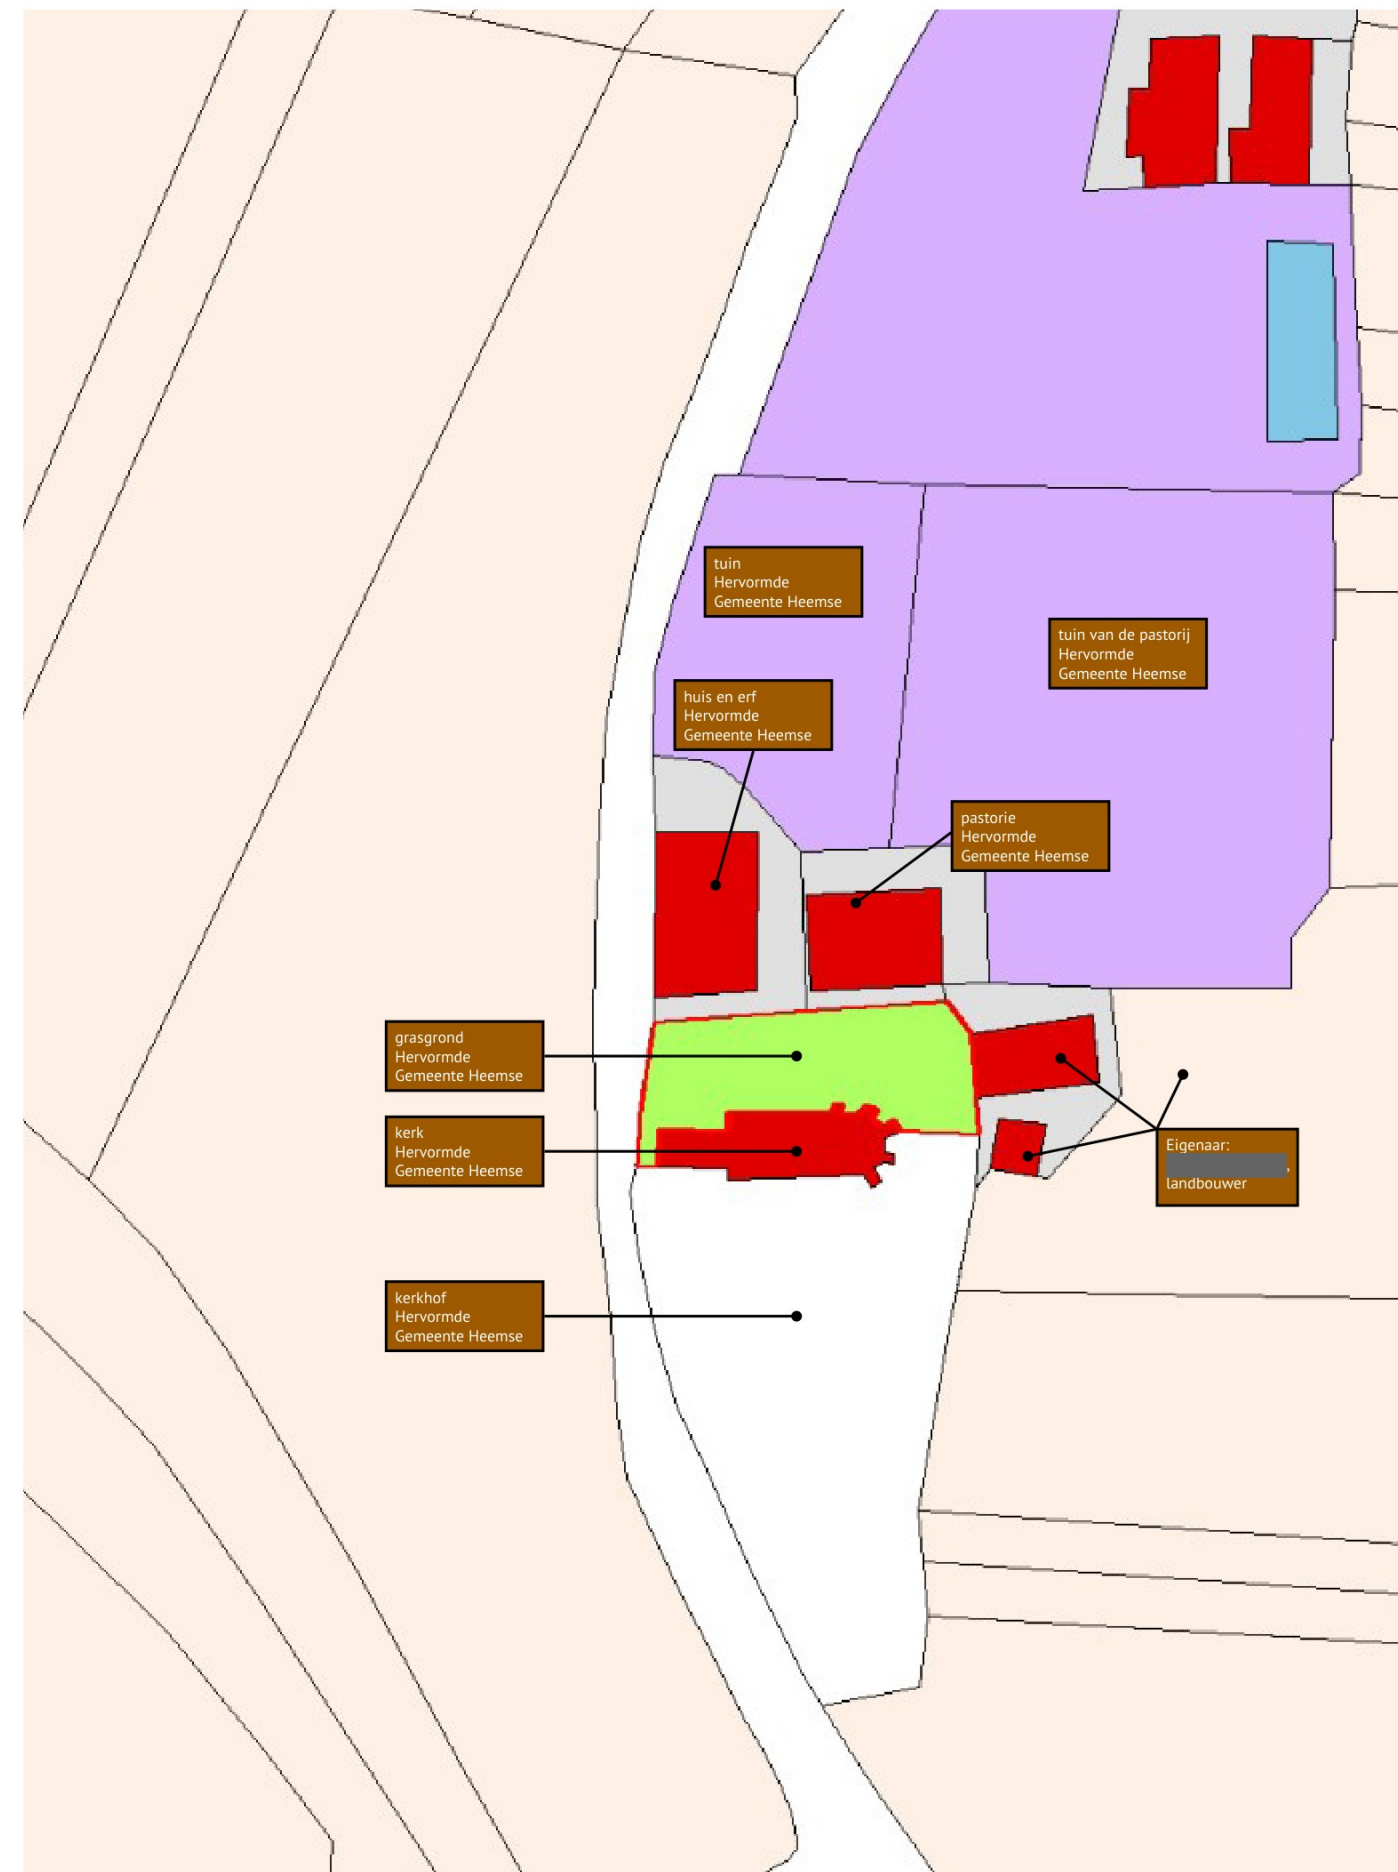 tuin
Hervormde
Gemeente Heemse
tuin van de pastorij
Hervormde
Gemeente Heemse
huis en erf
Hervormde
Gemeente Heemse
pastorie
Hervormde
Gemeente Heemse
grasgrond
Hervormde
Gemeente Heemse
kerk
Hervormde
Gemeente Heemse
Eigenaar:
,
landbouwer
kerkhof
Hervormde
Gemeente Heemse